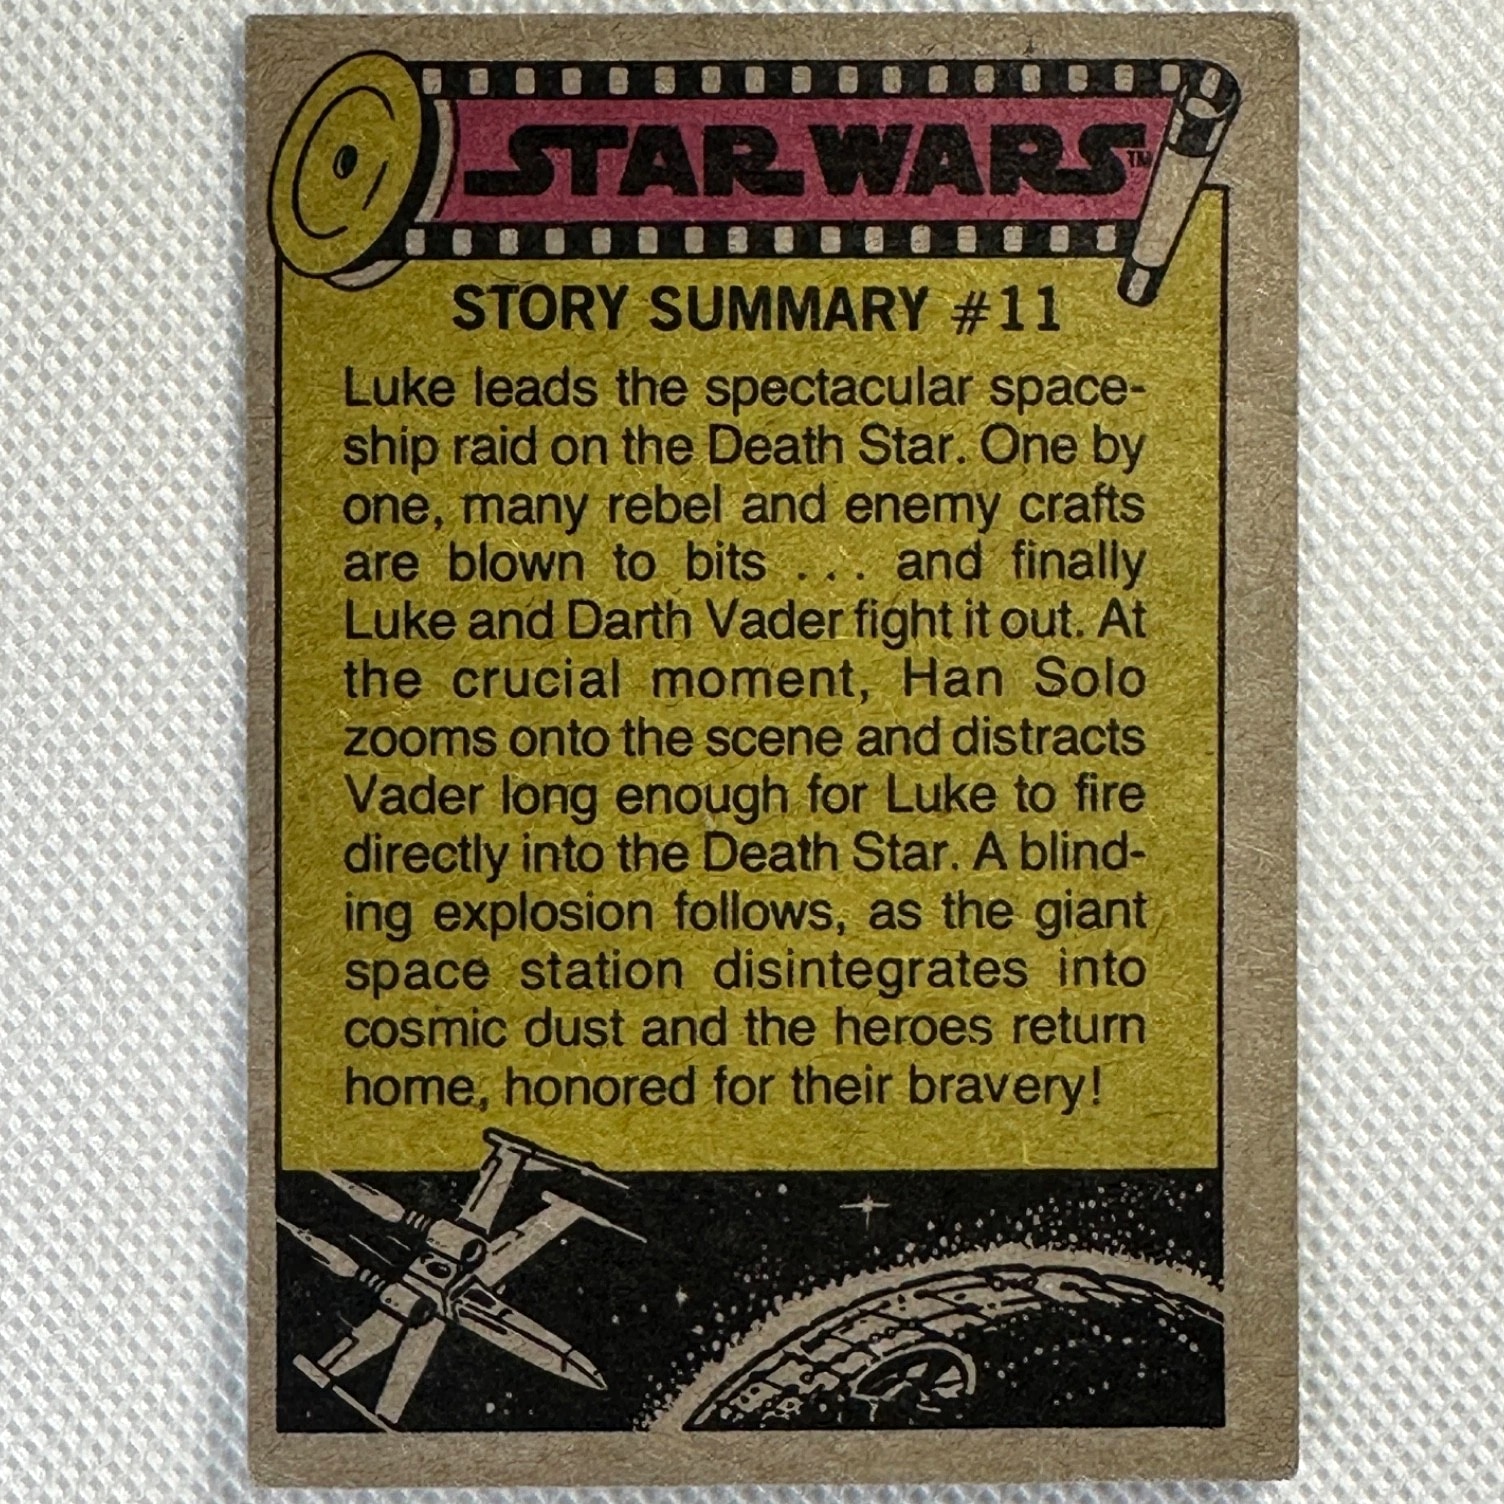 STAR WARS™
STORY SUMMARY #11
Luke leads the spectacular space-
ship raid on the Death Star. One by
one, many rebel and enemy crafts
are blown to bits . . . and finally
Luke and Darth Vader fight it out. At
the crucial moment, Han Solo
zooms onto the scene and distracts
Vader long enough for Luke to fire
directly into the Death Star. A blind-
ing explosion follows, as the giant
space station disintegrates into
cosmic dust and the heroes return
home, honored for their bravery!